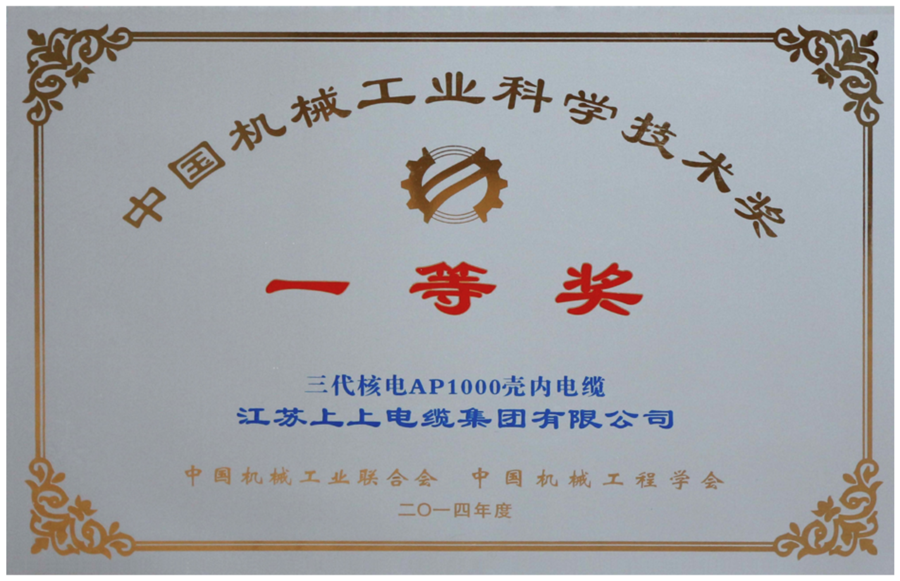 中国机械工业科学技术奖
一等奖
三代核电AP1000壳内电缆
江苏上上电缆集团有限公司
中国机械工业联合会 中国机械工程学会
二〇一四年度